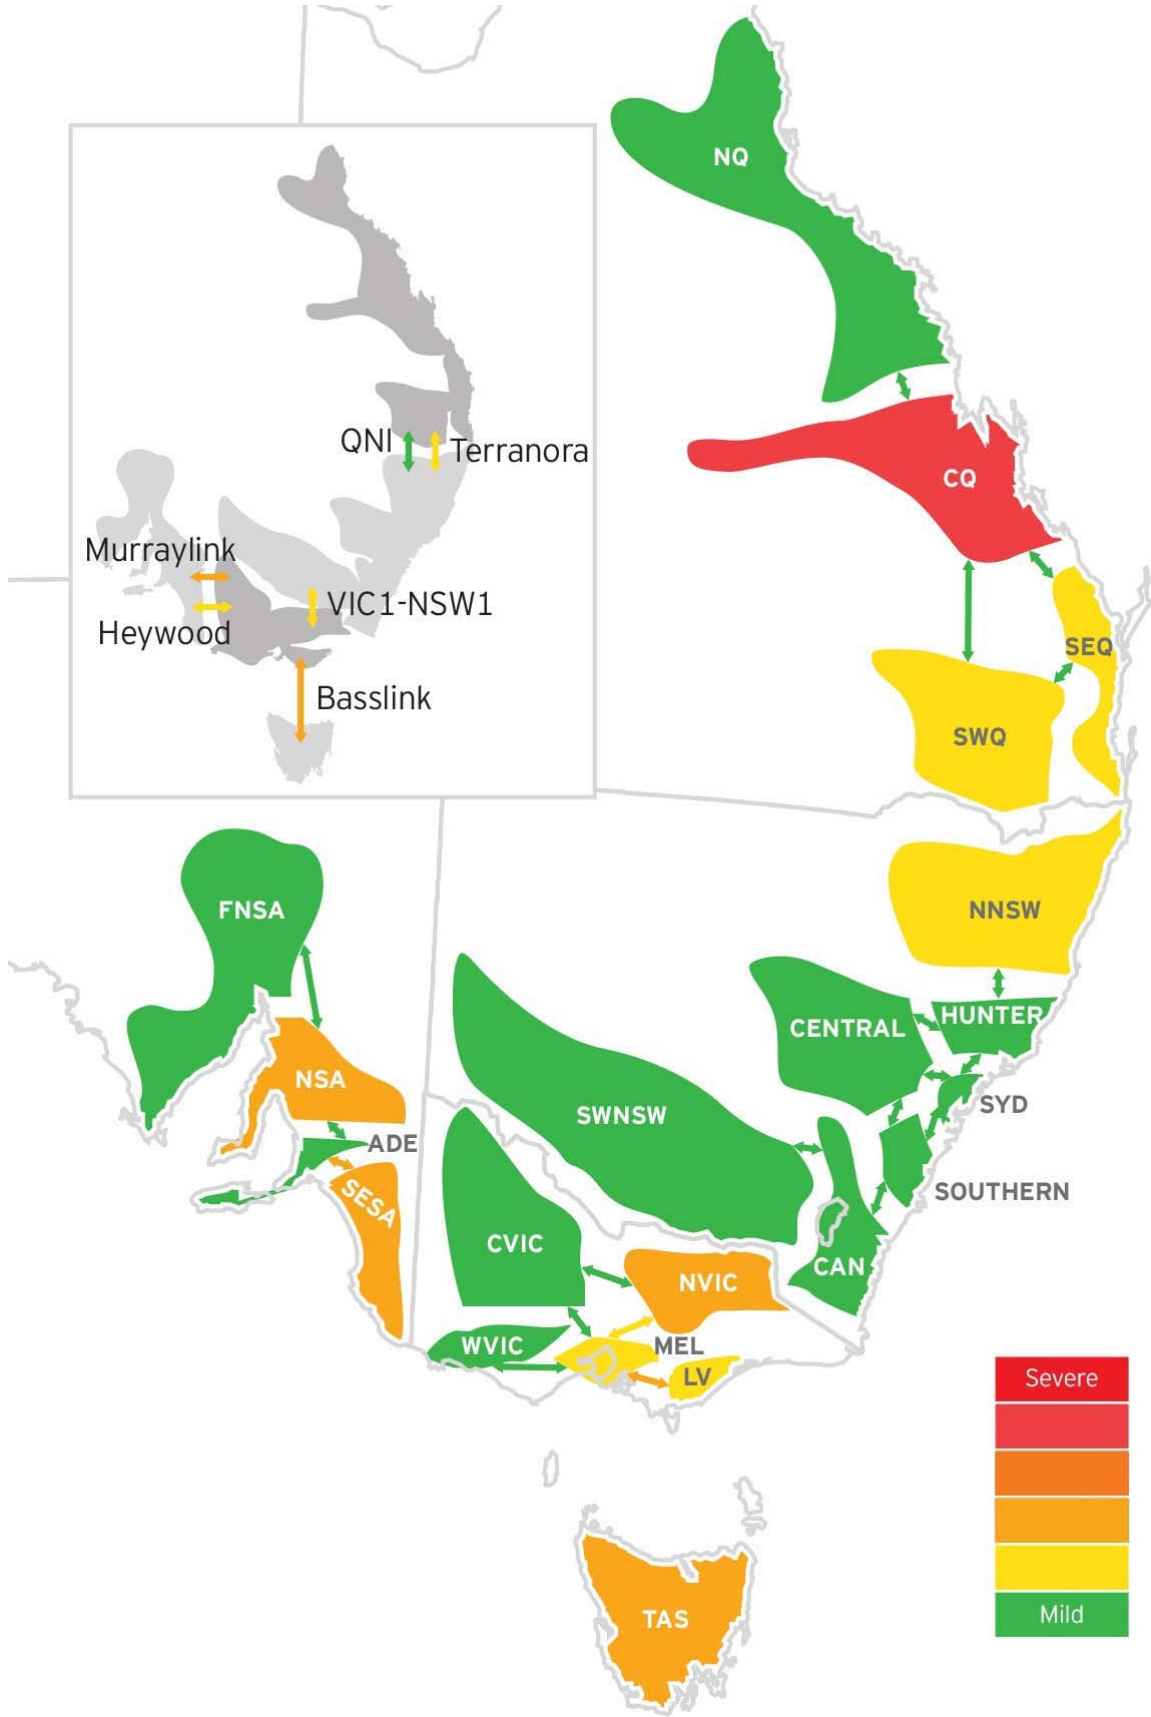 NQ
CQ
QNI
Terranora
Murraylink
VIC1-NSW1
Heywood
Basslink
SEQ
SWQ
FNSA
NNSW
CENTRAL
HUNTER
NSA
SWNSW
SYD
ADE
SESA
SOUTHERN
CVIC
CAN
NVIC
WVIC
MEL
LV
Severe
Mild
TAS